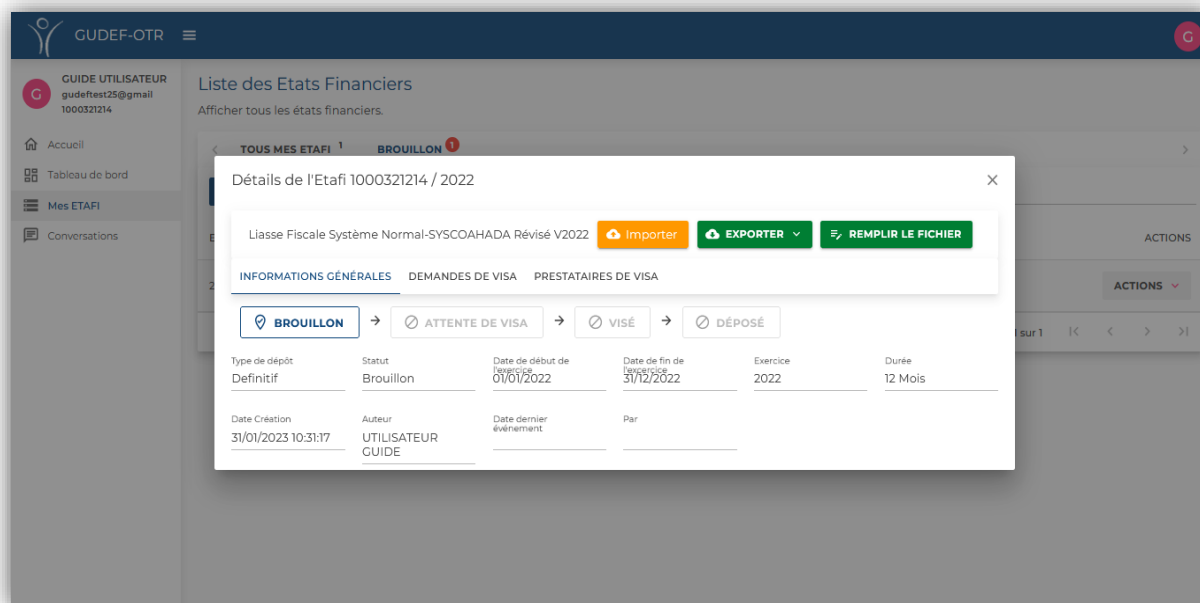 GUDEF-OTR
G
G
GUIDE UTILISATEUR
gudeftest25@gmail
1000321214
Accueil
Tableau de bord
Mes ETAFI
Conversations
Liste des Etats Financiers
Afficher tous les états financiers.
TOUS MES ETAFI 1
BROUILLON 1
Détails de l'Etafi 1000321214 / 2022
Liasse Fiscale Système Normal-SYSCOAHADA Révisé V2022 Importer EXPORTER REMPLIR LE FICHIER
INFORMATIONS GÉNÉRALES DEMANDES DE VISA PRESTATAIRES DE VISA
BROUILLON ATTENTE DE VISA VISÉ DÉPOSÉ
Type de dépôt
Definitif
Statut
Brouillon
Date de début de
l'exercice
01/01/2022
Date de fin de
l'excercice
31/12/2022
Exercice
2022
Durée
12 Mois
Date Création
31/01/2023 10:31:17
Auteur
UTILISATEUR
GUIDE
Date dernier
événement
Par
ACTIONS
ACTIONS
sur 1